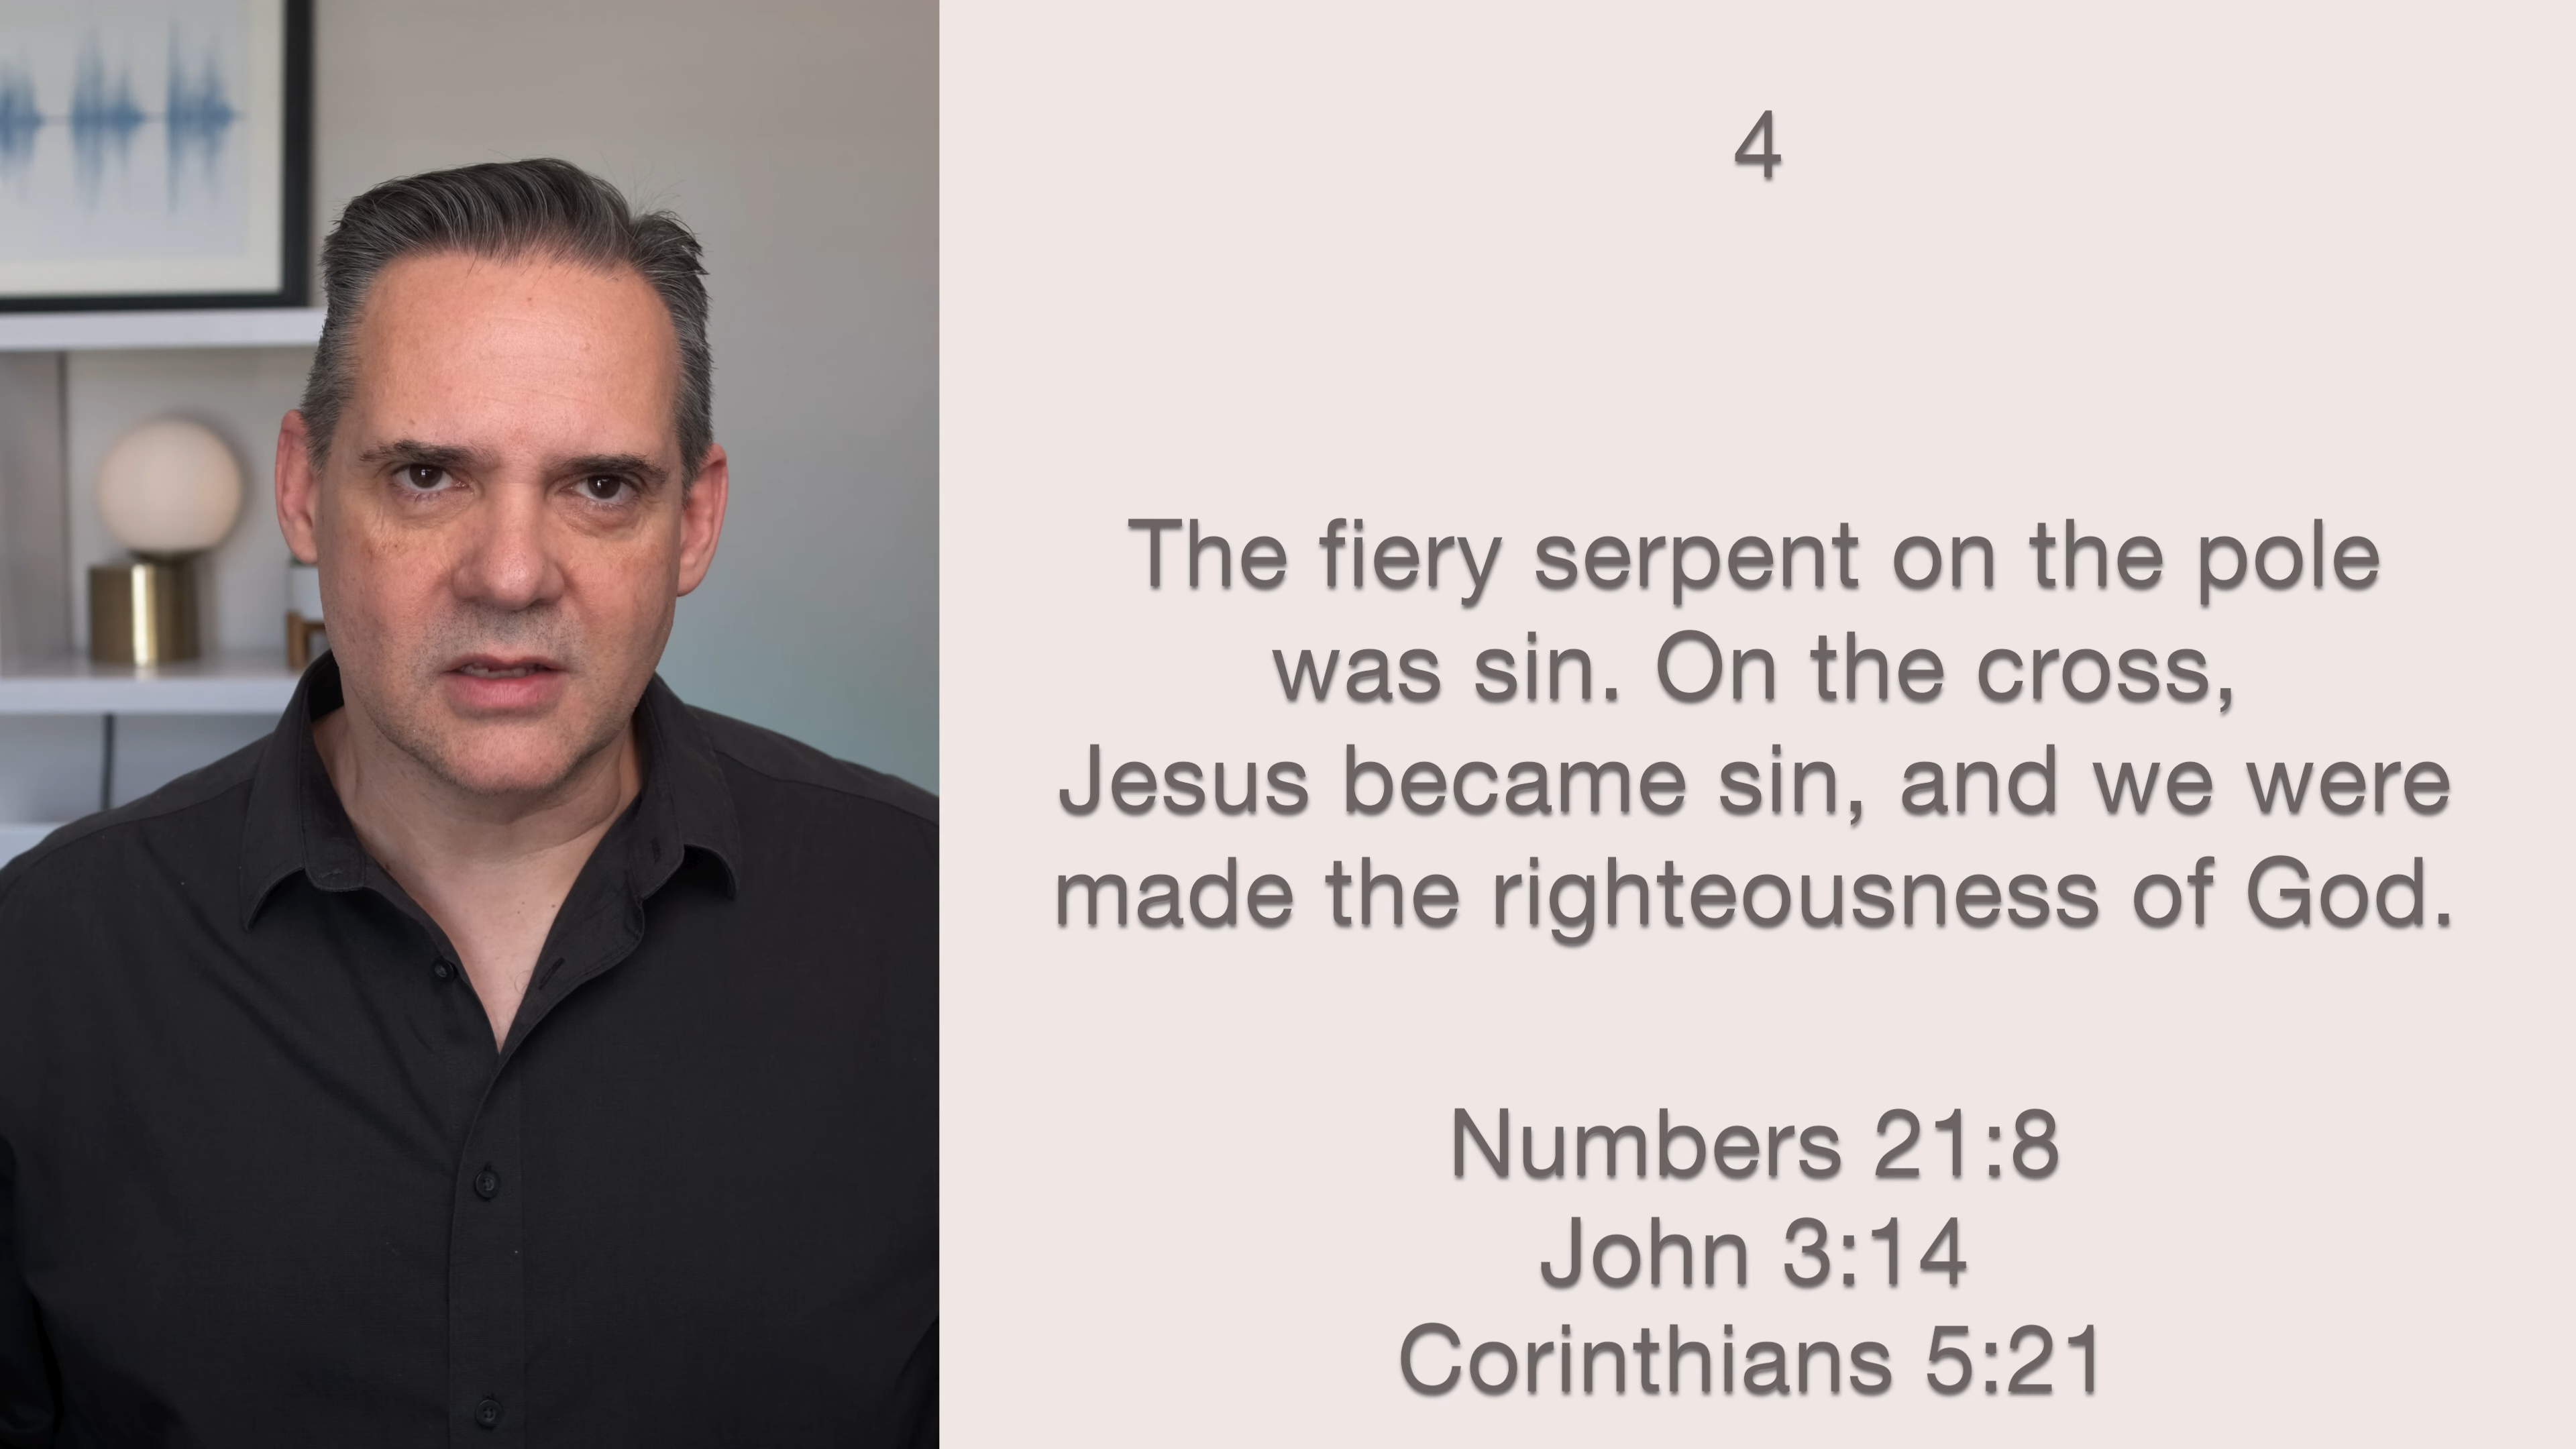 4
The fiery serpent on the pole
was sin. On the cross,
Jesus became sin, and we were
made the righteousness of God.
Numbers 21:8
John 3:14
Corinthians 5:21